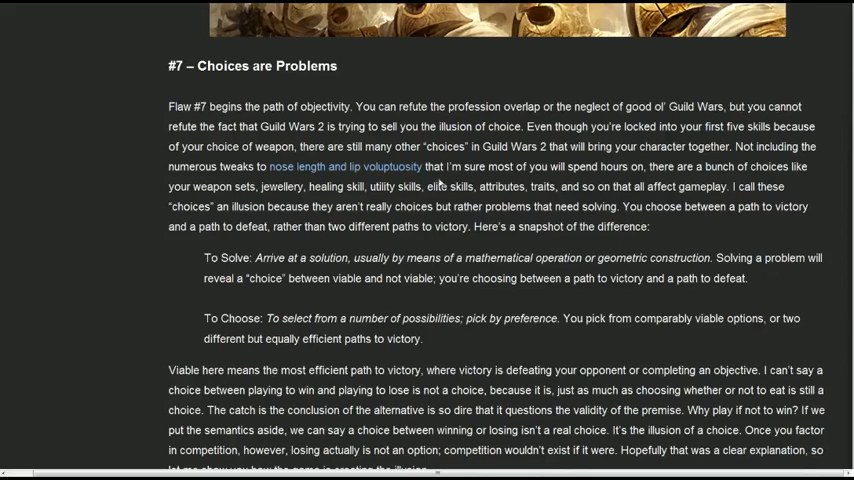 #7 – Choices are Problems
Flaw #7 begins the path of objectivity. You can refute the profession overlap or the neglect of good ol’ Guild Wars, but you cannot
refute the fact that Guild Wars 2 is trying to sell you the illusion of choice. Even though you’re locked into your first five skills because
of your choice of weapon, there are still many other “choices” in Guild Wars 2 that will bring your character together. Not including the
numerous tweaks to nose length and lip voluptuosity that I’m sure most of you will spend hours on, there are a bunch of choices like
your weapon sets, jewellery, healing skill, utility skills, elite skills, attributes, traits, and so on that all affect gameplay. I call these
“choices” an illusion because they aren’t really choices but rather problems that need solving. You choose between a path to victory
and a path to defeat, rather than two different paths to victory. Here’s a snapshot of the difference:
To Solve: Arrive at a solution, usually by means of a mathematical operation or geometric construction. Solving a problem will
reveal a “choice” between viable and not viable; you’re choosing between a path to victory and a path to defeat.
To Choose: To select from a number of possibilities; pick by preference. You pick from comparably viable options, or two
different but equally efficient paths to victory.
Viable here means the most efficient path to victory, where victory is defeating your opponent or completing an objective. I can’t say a
choice between playing to win and playing to lose is not a choice, because it is, just as much as choosing whether or not to eat is still a
choice. The catch is the conclusion of the alternative is so dire that it questions the validity of the premise. Why play if not to win? If we
put the semantics aside, we can say a choice between winning or losing isn’t a real choice. It’s the illusion of a choice. Once you factor
in competition, however, losing actually is not an option; competition wouldn’t exist if it were. Hopefully that was a clear explanation, so
let me show you how the game is creating the illusion.